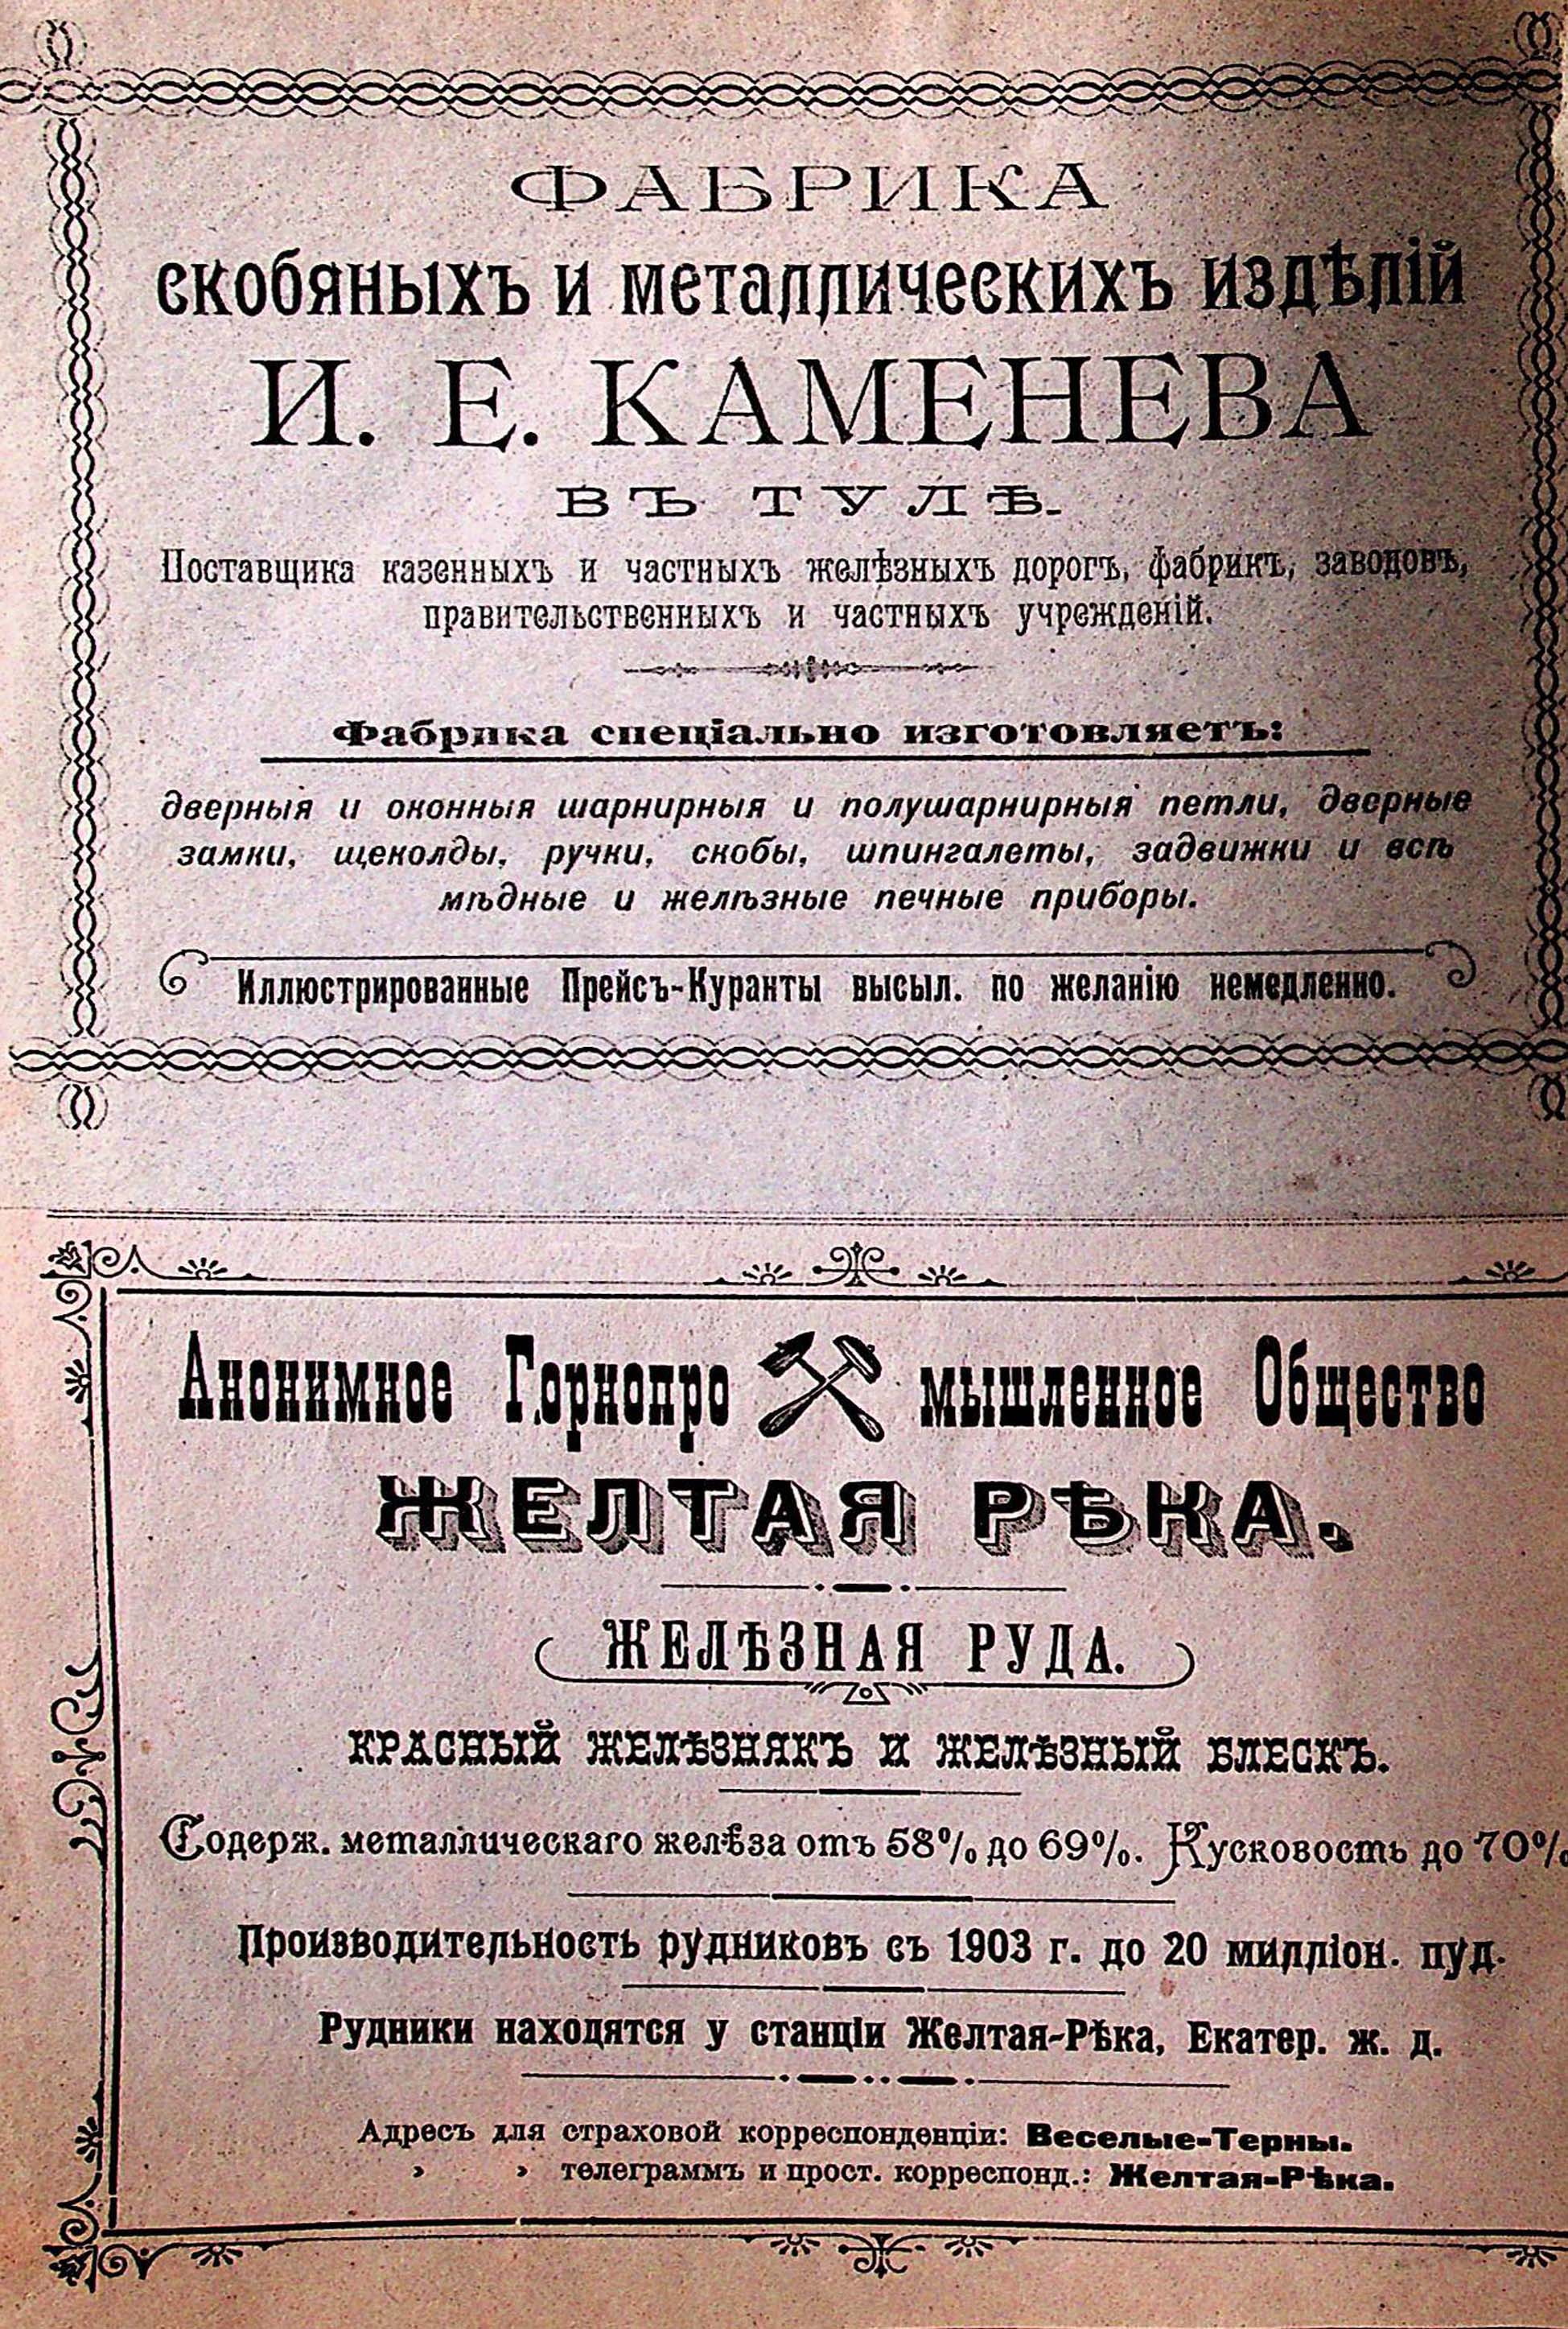 ФАБРИКА
скобяныхъ и металлическихъ издѣлій
И. Е. КАМЕНЕВА
ВЪ ТУЛѢ.
Поставщика казенныхъ и частныхъ желѣзныхъ дорогъ, фабрикъ, заводовъ,
правительственныхъ и частныхъ учрежденій.
Фабрика спеціально изготовляетъ:
дверныя и оконныя шарнирныя и полушарнирныя петли, дверные
замки, щеколды, ручки, скобы, шпингалеты, задвижки и всѣ
мѣдные и желѣзные печные приборы.
Иллюстрированные Прейсъ-Куранты высыл. по желанію немедленно.
Анонимное Горнопро мышленное Общество
ЖЕЛТАЯ РѢКА.
ЖЕЛѢЗНАЯ РУДА.
КРАСНЫЙ ЖЕЛѢЗНЯКЪ И ЖЕЛѢЗНЫЙ БЛЕСКЪ.
Содерж. металлическаго желѣза отъ 58% до 69%. Кусковость до 70%
Производительность рудниковъ съ 1903 г. до 20 милліон. пуд.
Рудники находятся у станціи Желтая-Рѣка, Екатер. ж. д.
Адресъ для страховой корреспонденціи: Веселые-Терны.
» » телеграммъ и прост. корреспонд.: Желтая-Рѣка.